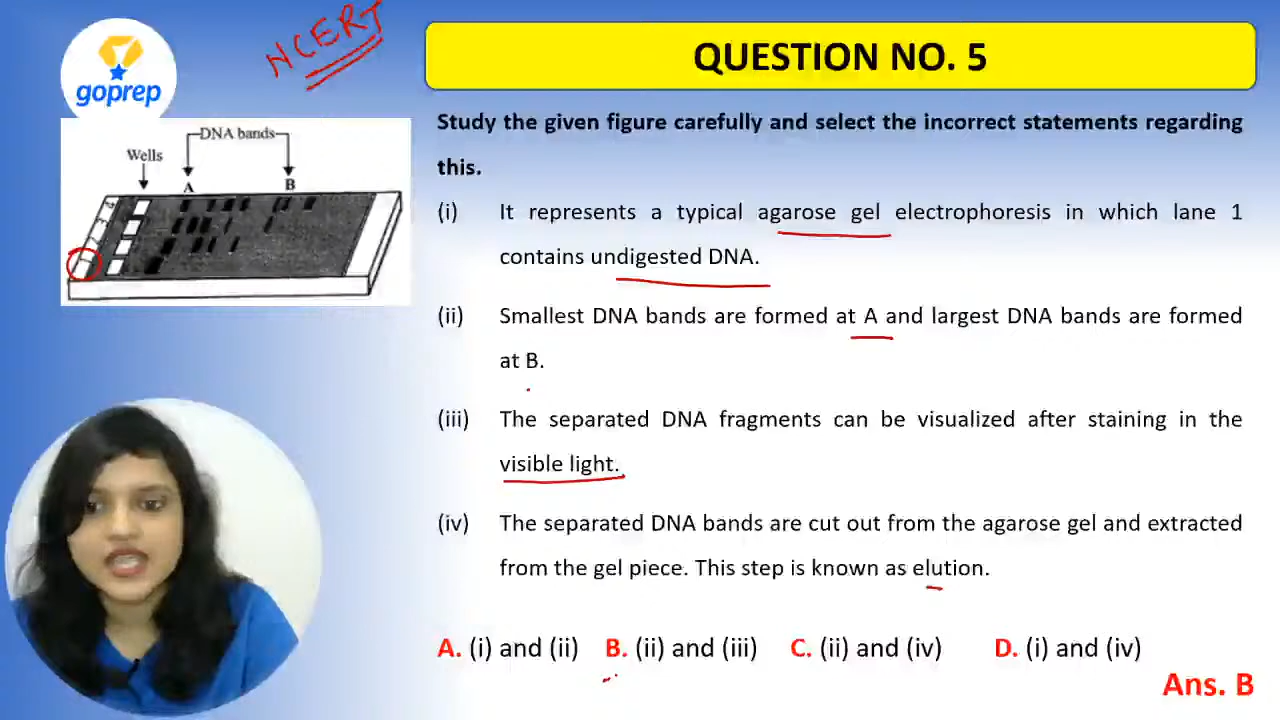 NCERT
goprep
QUESTION NO. 5
DNA bands
Wells
A
B
Study the given figure carefully and select the incorrect statements regarding
this.
(i) It represents a typical agarose gel electrophoresis in which lane 1
contains undigested DNA.
(ii) Smallest DNA bands are formed at A and largest DNA bands are formed
at B.
(iii) The separated DNA fragments can be visualized after staining in the
visible light.
(iv) The separated DNA bands are cut out from the agarose gel and extracted
from the gel piece. This step is known as elution.
A. (i) and (ii) B. (ii) and (iii) C. (ii) and (iv) D. (i) and (iv)
Ans. B